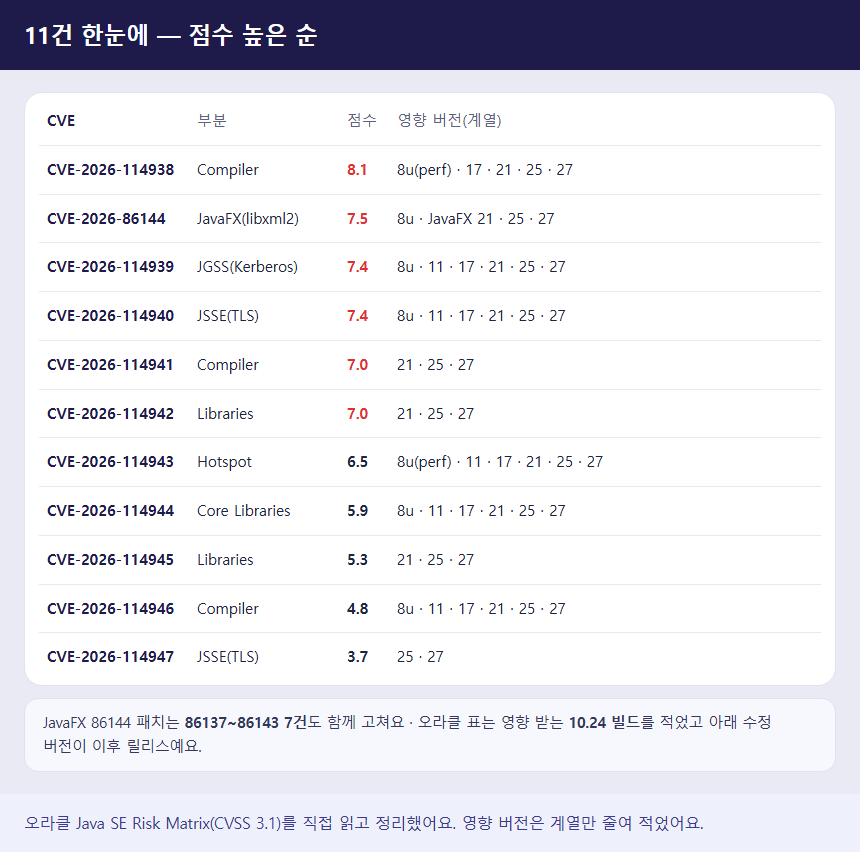 11건 한눈에 — 점수 높은 순
CVE 부분 점수 영향 버전(계열)
CVE-2026-114938 Compiler 8.1 8u(perf) · 17 · 21 · 25 · 27
CVE-2026-86144 JavaFX(libxml2) 7.5 8u · JavaFX 21 · 25 · 27
CVE-2026-114939 JGSS(Kerberos) 7.4 8u · 11 · 17 · 21 · 25 · 27
CVE-2026-114940 JSSE(TLS) 7.4 8u · 11 · 17 · 21 · 25 · 27
CVE-2026-114941 Compiler 7.0 21 · 25 · 27
CVE-2026-114942 Libraries 7.0 21 · 25 · 27
CVE-2026-114943 Hotspot 6.5 8u(perf) · 11 · 17 · 21 · 25 · 27
CVE-2026-114944 Core Libraries 5.9 8u · 11 · 17 · 21 · 25 · 27
CVE-2026-114945 Libraries 5.3 21 · 25 · 27
CVE-2026-114946 Compiler 4.8 8u · 11 · 17 · 21 · 25 · 27
CVE-2026-114947 JSSE(TLS) 3.7 25 · 27
JavaFX 86144 패치는 86137~86143 7건도 함께 고쳐요 · 오라클 표는 영향 받는 10.24 빌드를 적었고 아래 수정
버전이 이후 릴리스예요.
오라클 Java SE Risk Matrix(CVSS 3.1)를 직접 읽고 정리했어요. 영향 버전은 계열만 줄여 적었어요.